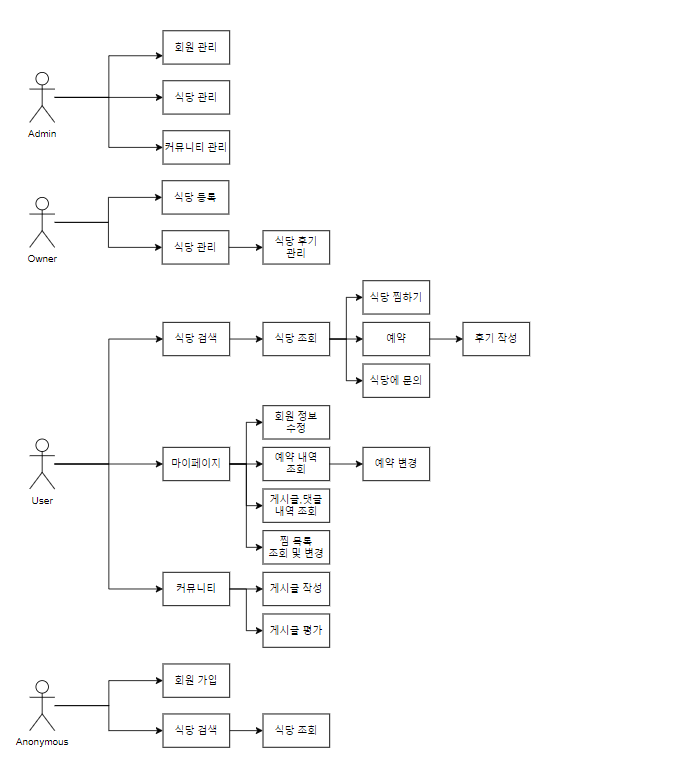 회원 관리
식당 관리
Admin
커뮤니티 관리
식당 등록
Owner
식당 관리
식당 후기
관리
식당 찜하기
식당 검색
식당 조회
예약
후기 작성
식당에 문의
회원 정보
수정
마이페이지
예약 내역
조회
예약 변경
User
게시글,댓글
내역 조회
찜 목록
조회 및 변경
커뮤니티
게시글 작성
게시글 평가
회원 가입
Anonymous
식당 검색
식당 조회